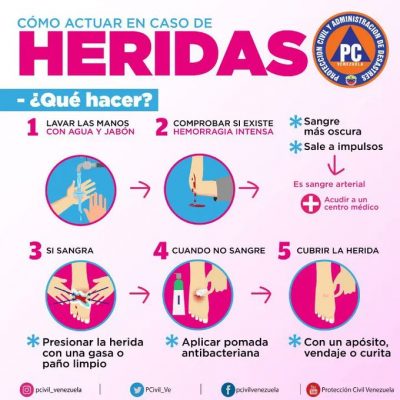 CÓMO ACTUAR EN CASO DE
HERIDAS
PROTECCIÓN CIVIL Y ADMINISTRACIÓN DE DESASTRES
PC
VENEZUELA
- ¿Qué hacer?
1 LAVAR LAS MANOS
CON AGUA Y JABÓN
2 COMPROBAR SI EXISTE
HEMORRAGIA INTENSA
Sangre
más oscura
Sale a impulsos
Es sangre arterial
Acudir a un
centro médico
3 SI SANGRA
Presionar la herida
con una gasa o
paño limpio
4 CUANDO NO SANGRE
Aplicar pomada
antibacteriana
5 CUBRIR LA HERIDA
Con un apósito,
vendaje o curita
pcivil_venezuela
PCivil_Ve
pcivilvenezuela
Protección Civil Venezuela